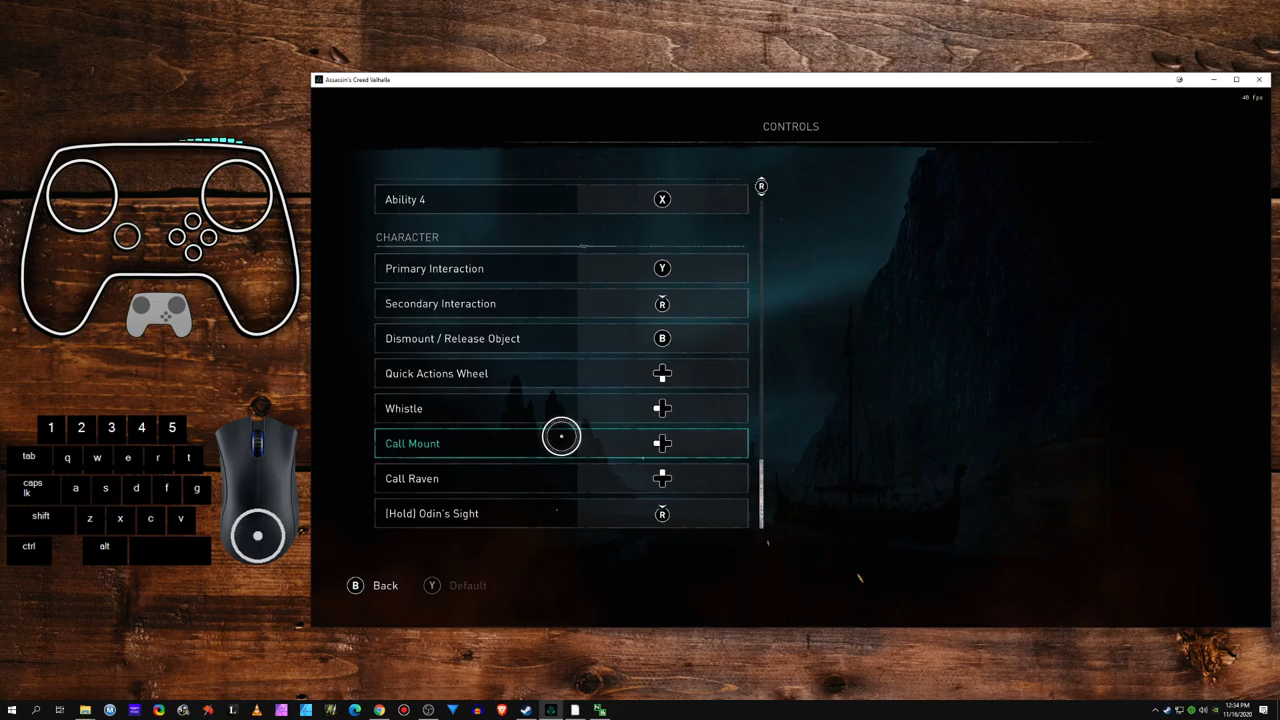 Assassin's Creed Valhalla
48 fps
CONTROLS
R
Ability 4 X
CHARACTER
Primary Interaction Y
Secondary Interaction R
Dismount / Release Object B
Quick Actions Wheel
Whistle
Call Mount
Call Raven
[Hold] Odin's Sight R
B Back Y Default
1 2 3 4 5
tab q w e r t
caps lk a s d f g
shift z x c v
ctrl alt
12:34 PM
11/16/2020